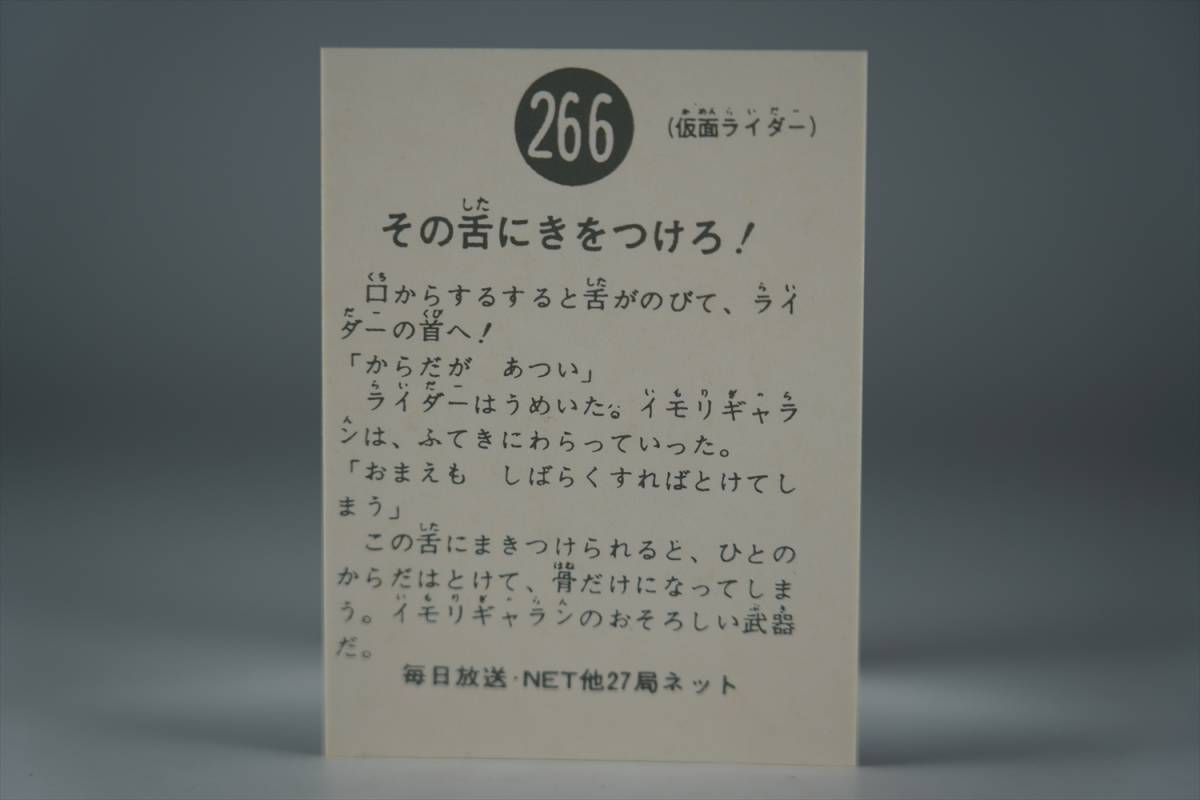 266
(仮面ライダー)
その舌にきをつけろ!
口からするすると舌がのびて、ライ
ダーの首へ!
「からだが　あつい」
ライダーはうめいた。イモリギャラ
ンは、ふてきにわらっていった。
「おまえも　しばらくすればとけてし
まう」
この舌にまきつけられると、ひとの
からだはとけて、骨だけになってしま
う。イモリギャランのおそろしい武器
だ。
毎日放送・NET他27局ネット